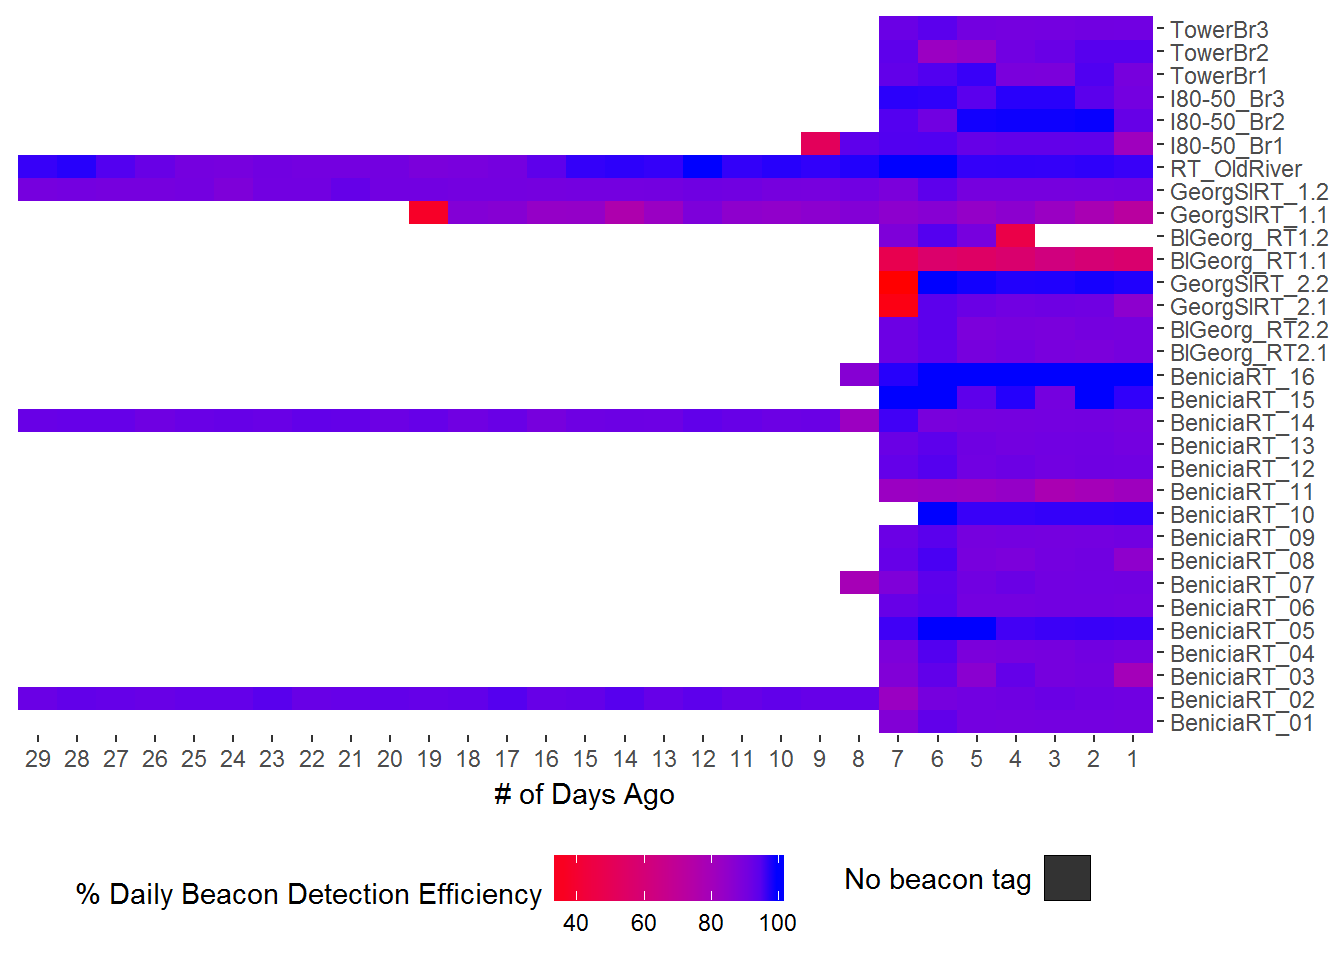 TowerBr3
TowerBr2
TowerBr1
I80-50_Br3
I80-50_Br2
I80-50_Br1
RT_OldRiver
GeorgSlRT_1.2
GeorgSlRT_1.1
BlGeorg_RT1.2
BlGeorg_RT1.1
GeorgSlRT_2.2
GeorgSlRT_2.1
BlGeorg_RT2.2
BlGeorg_RT2.1
BeniciaRT_16
BeniciaRT_15
BeniciaRT_14
BeniciaRT_13
BeniciaRT_12
BeniciaRT_11
BeniciaRT_10
BeniciaRT_09
BeniciaRT_08
BeniciaRT_07
BeniciaRT_06
BeniciaRT_05
BeniciaRT_04
BeniciaRT_03
BeniciaRT_02
BeniciaRT_01
29 28 27 26 25 24 23 22 21 20 19 18 17 16 15 14 13 12 11 10 9 8 7 6 5 4 3 2 1
# of Days Ago
% Daily Beacon Detection Efficiency
40 60 80 100
No beacon tag